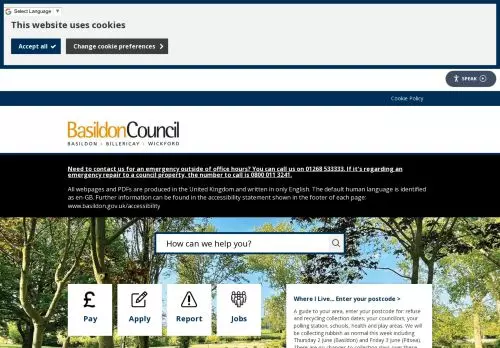 Select Language ▼
This website uses cookies
Accept all
Change cookie preferences
SPEAK
Cookie Policy
BasildonCouncil
BASILDON · BILLERICAY · WICKFORD
Need to contact us for an emergency outside of office hours? You can call us on 01268 533333. If it's regarding an
emergency repair to a council property, the number to call is 0800 011 3241.
All webpages and PDFs are produced in the United Kingdom and written in only English. The default human language is identified
as en-GB. Further information can be found in the accessibility statement shown in the footer of each page:
www.basildon.gov.uk/accessibility
How can we help you?
£
Pay
Apply
Report
Jobs
Where I Live... Enter your postcode >
A guide to your area, enter your postcode for: refuse
and recycling collection dates; your councillors; your
polling station; schools, health and play areas. We will
be collecting rubbish as normal this week including
Thursday 2 June (Basildon) and Friday 3 June (Pitsea).
There are no changes to collection days over these